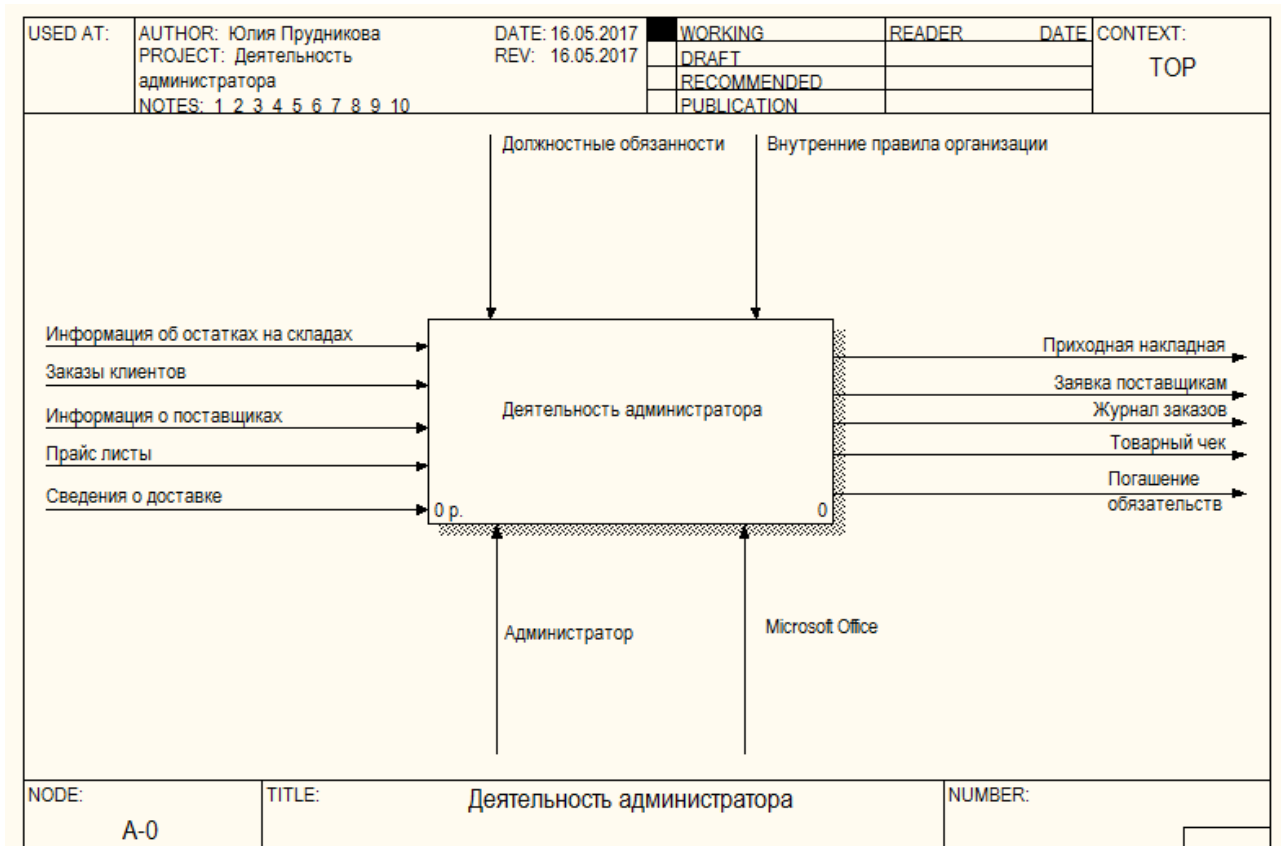 USED AT:
AUTHOR: Юлия Прудникова
DATE: 16.05.2017
PROJECT: Деятельность
администратора
REV: 16.05.2017
NOTES: 1 2 3 4 5 6 7 8 9 10
WORKING
DRAFT
RECOMMENDED
PUBLICATION
READER
DATE
CONTEXT:
TOP
Должностные обязанности
Внутренние правила организации
Информация об остатках на складах
Заказы клиентов
Информация о поставщиках
Прайс листы
Сведения о доставке
Деятельность администратора
0 р.
0
Приходная накладная
Заявка поставщикам
Журнал заказов
Товарный чек
Погашение
обязательств
Администратор
Microsoft Office
NODE:
A-0
TITLE:
Деятельность администратора
NUMBER: